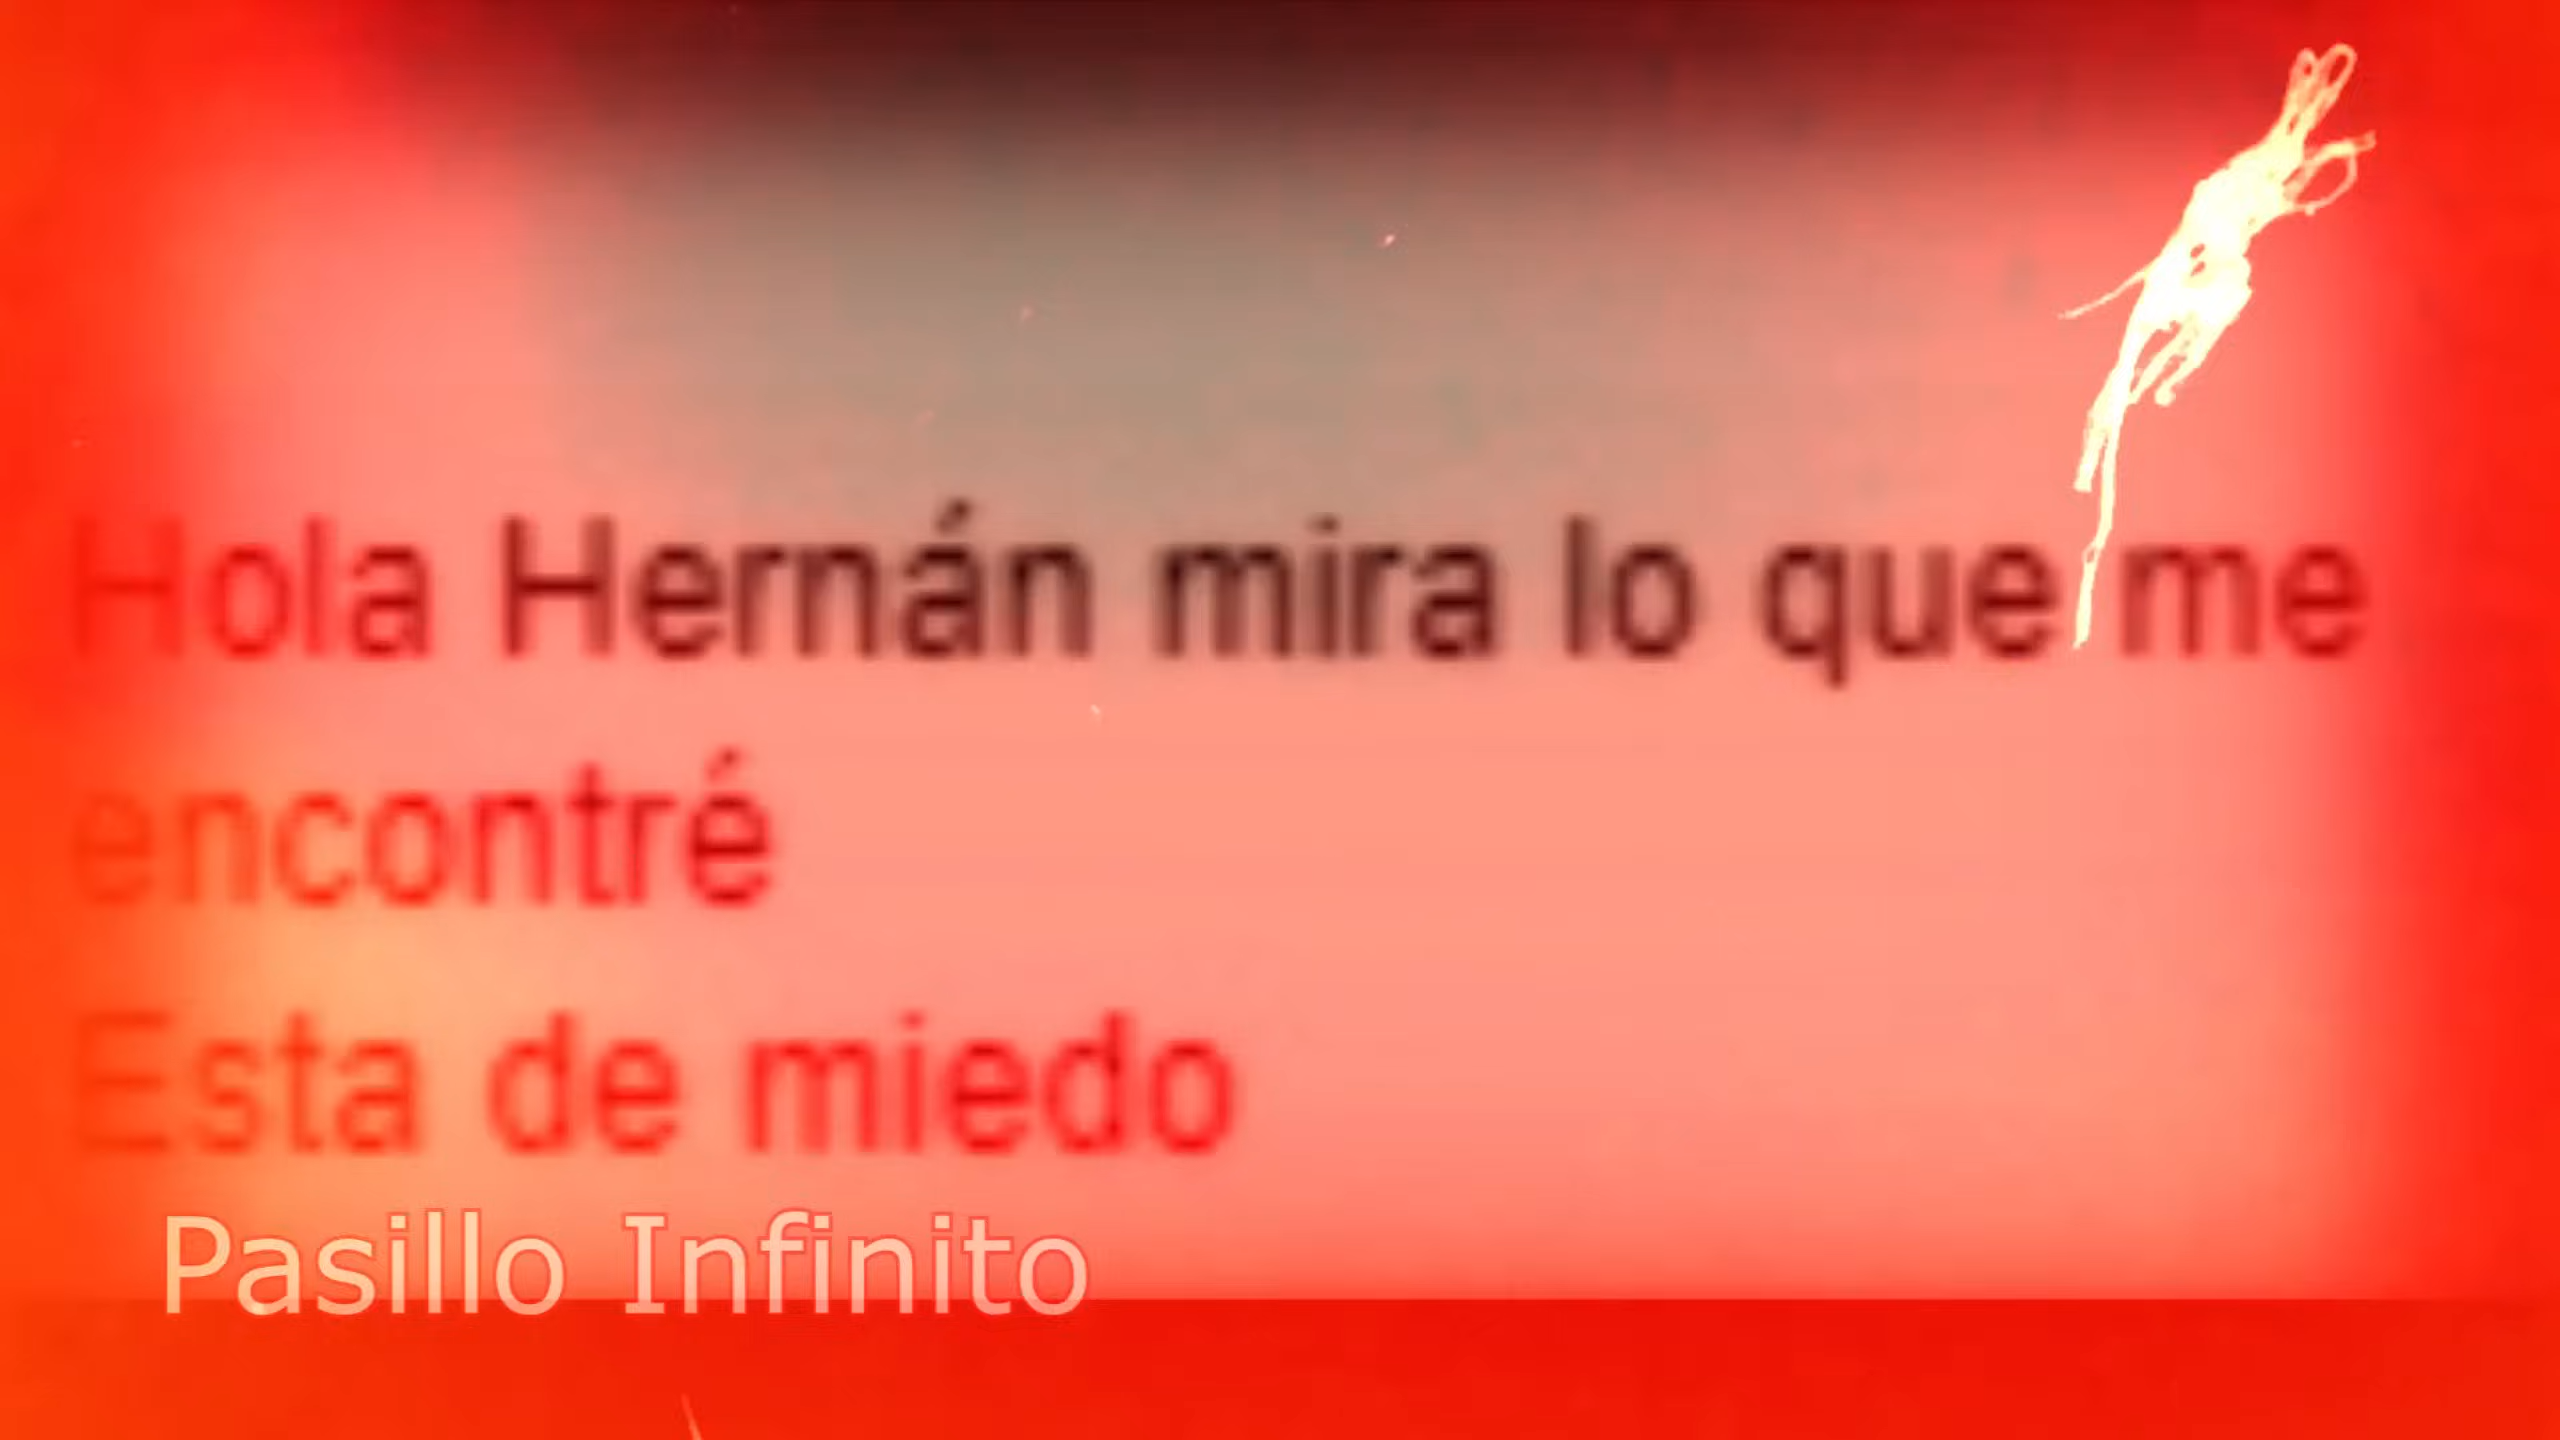 Hola Hernán mira lo que me
encontré
Esta de miedo
Pasillo Infinito